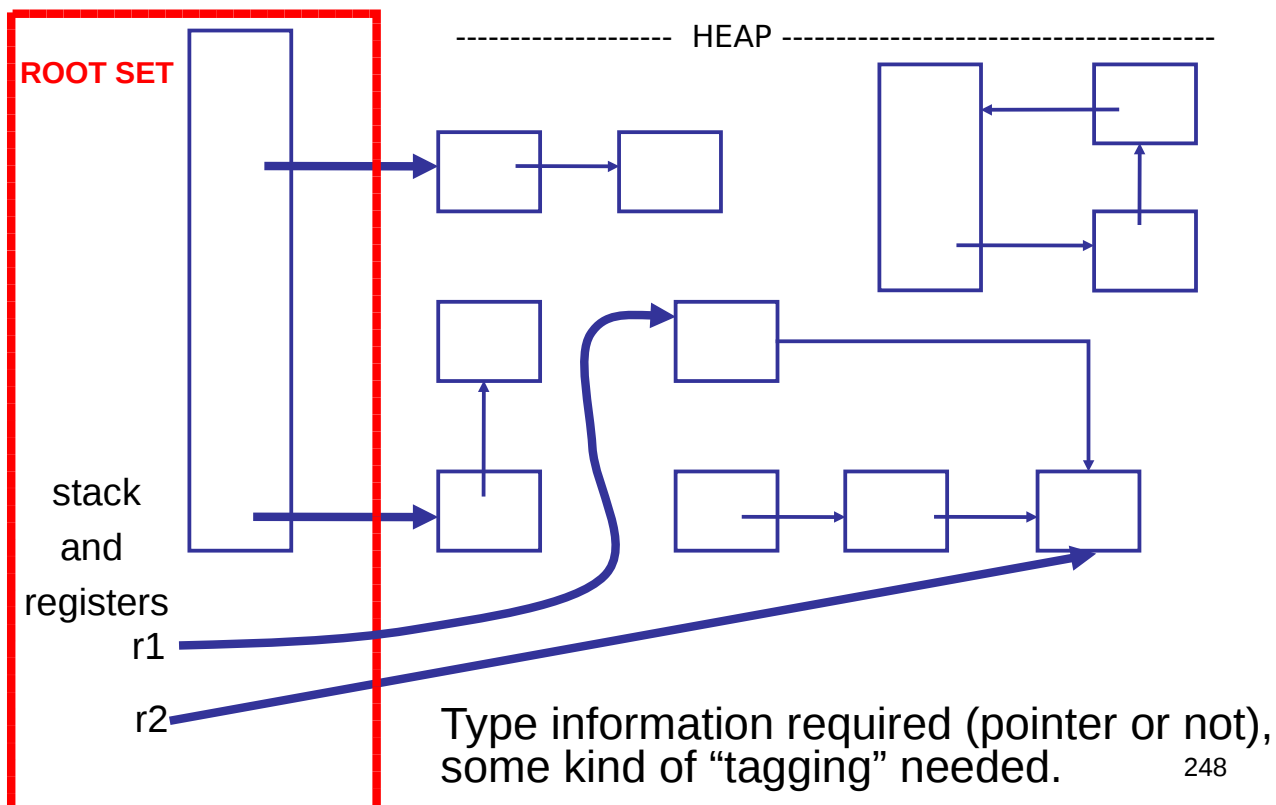 ------------------- HEAP ---------------------------------------
ROOT SET
stack
and
registers
r1
r2
Type information required (pointer or not),
some kind of “tagging” needed.
248